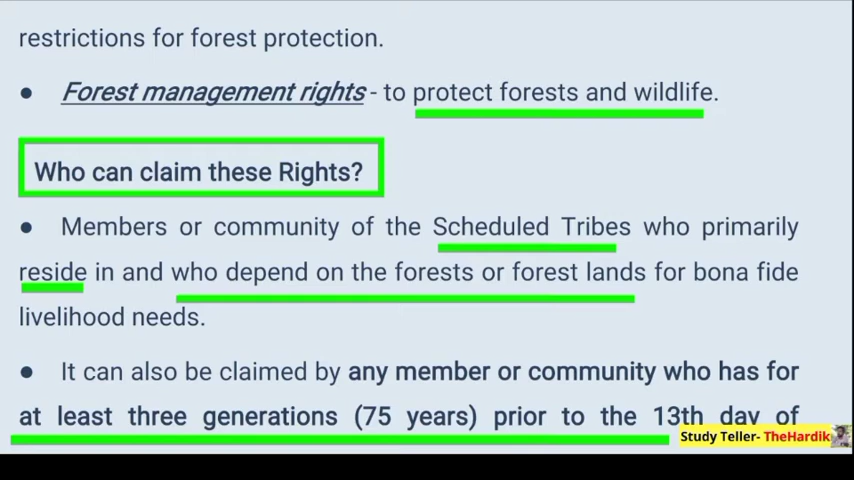 restrictions for forest protection.
● Forest management rights - to protect forests and wildlife.
Who can claim these Rights?
● Members or community of the Scheduled Tribes who primarily
reside in and who depend on the forests or forest lands for bona fide
livelihood needs.
● It can also be claimed by any member or community who has for
at least three generations (75 years) prior to the 13th day of
Study Teller- TheHardik